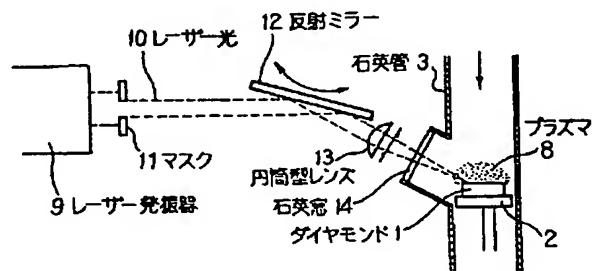 12 反射ミラー
10 レーザー光
石英管 3
プラズマ
8
11 マスク
13
円筒型レンズ
9 レーザー発振器
石英窓 14
ダイヤモンド 1
2